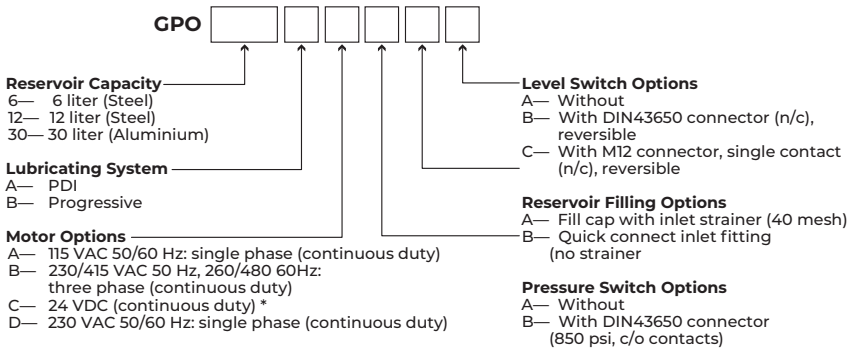 GPO
Reservoir Capacity
6— 6 liter (Steel)
12— 12 liter (Steel)
30— 30 liter (Aluminium)
Lubricating System
A— PDI
B— Progressive
Motor Options
A— 115 VAC 50/60 Hz: single phase (continuous duty)
B— 230/415 VAC 50 Hz, 260/480 60Hz:
three phase (continuous duty)
C— 24 VDC (continuous duty) *
D— 230 VAC 50/60 Hz: single phase (continuous duty)
Level Switch Options
A— Without
B— With DIN43650 connector (n/c),
reversible
C— With M12 connector, single contact
(n/c), reversible
Reservoir Filling Options
A— Fill cap with inlet strainer (40 mesh)
B— Quick connect inlet fitting
(no strainer
Pressure Switch Options
A— Without
B— With DIN43650 connector
(850 psi, c/o contacts)